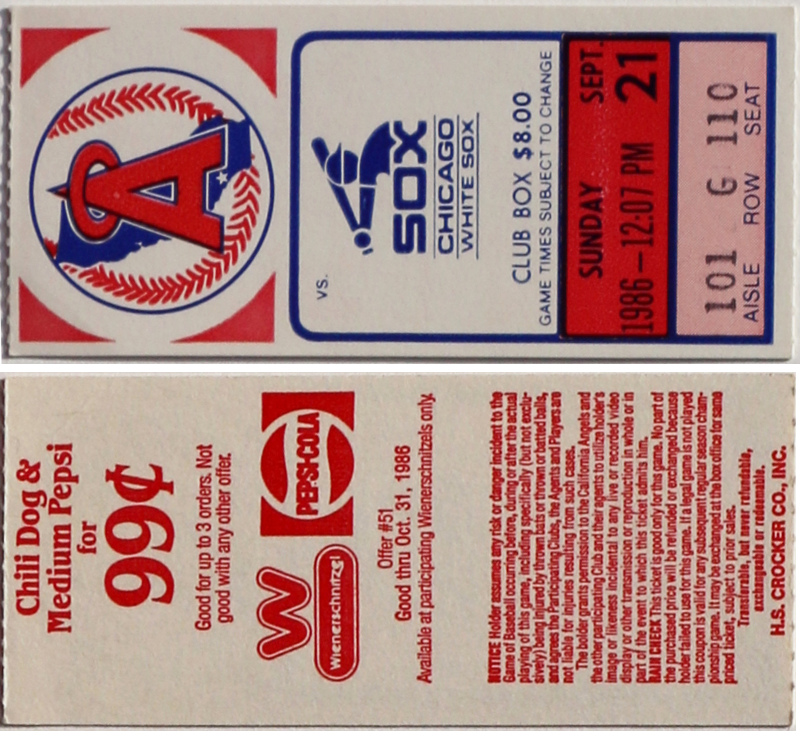 A
VS.
SOX
CHICAGO
WHITE SOX
CLUB BOX $8.00
GAME TIMES SUBJECT TO CHANGE
SUNDAY SEPT. 21
1986-12:07 PM
101 G 110
AISLE ROW SEAT
Chili Dog &
Medium Pepsi
for
99¢
Good for up to 3 orders. Not
good with any other offer.
W
Wienerschnitzel
PEPSI-COLA
Offer #51
Good thru Oct. 31, 1986
Available at participating Wienerschnitzels only.
NOTICE Holder assumes any risk or danger incident to the
Game of Baseball occurring before, during or after the actual
playing of this game, including specifically (but not exclu-
sively) being injured by thrown bats or thrown or batted balls,
and agrees the Participating Clubs, the Agents and Players are
not liable for injuries resulting from such cases.
The holder grants permission to the California Angels and
the other participating Club and their agents to utilize holder's
image or likeness incidental to any live or recorded video
display or other transmission or reproduction in whole or in
part of the event to which this ticket admits him.
RAIN CHECK This ticket is good only for this game. No part of
the purchased price will be refunded or exchanged because
holder failed to use for this game. If a legal game is not played
this coupon is valid for any subsequent regular season cham-
pionship game. It may be exchanged at the box office for same
priced ticket, subject to prior sales.
Transferable, but never refundable,
exchangeable or redeemable.
H.S. CROCKER CO., INC.